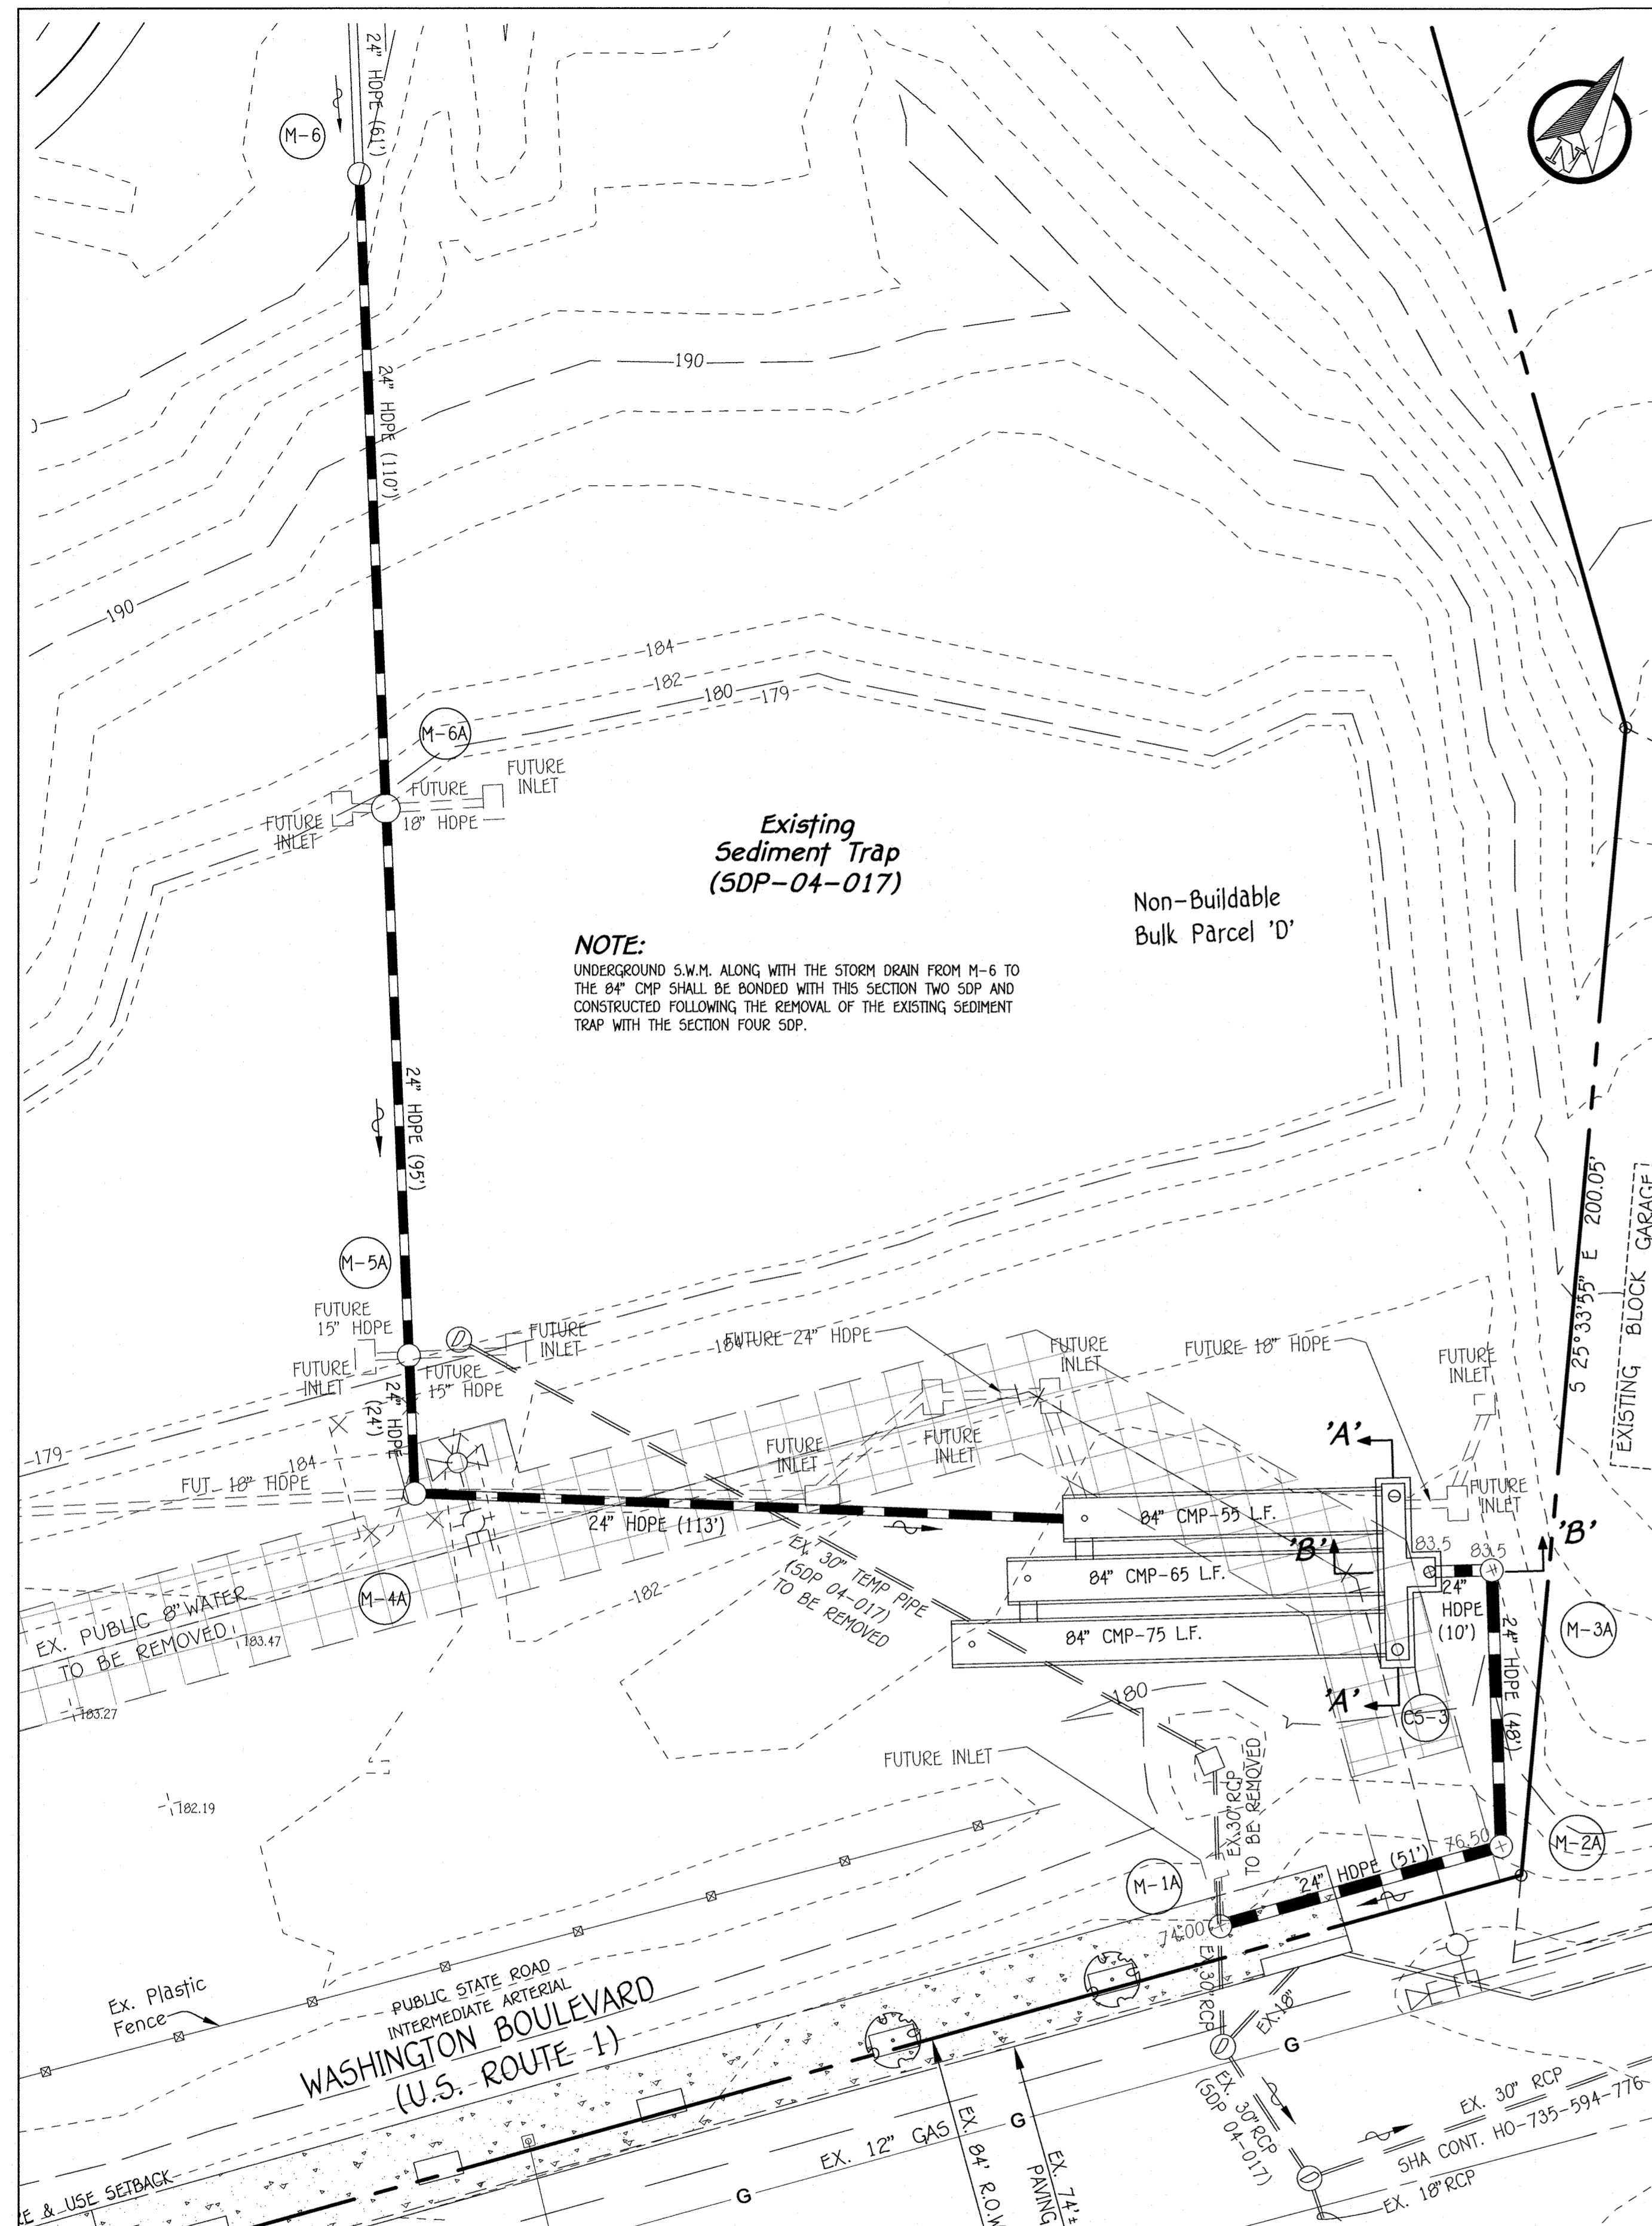 24" HDPE (61')
M-6
N
24" HDPE (110')
190
190
184
182
180
179
M-6A
FUTURE
INLET
FUTURE
18" HDPE
FUTURE
INLET
Existing
Sediment Trap
(SDP-04-017)
Non-Buildable
Bulk Parcel 'D'
NOTE:
UNDERGROUND S.W.M. ALONG WITH THE STORM DRAIN FROM M-6 TO
THE 84" CMP SHALL BE BONDED WITH THIS SECTION TWO SDP AND
CONSTRUCTED FOLLOWING THE REMOVAL OF THE EXISTING SEDIMENT
TRAP WITH THE SECTION FOUR SDP.
24" HDPE (95')
M-5A
S 25°33'55" E 200.05'
EXISTING BLOCK GARAGE
FUTURE
15" HDPE
FUTURE
INLET
FUTURE
INLET
FUTURE
15" HDPE
24" HDPE
(24')
184
FUTURE 24" HDPE
FUTURE
INLET
FUTURE 18" HDPE
FUTURE
INLET
179
184
FUT. 18" HDPE
FUTURE
INLET
FUTURE
INLET
'A'
FUTURE
INLET
24" HDPE (113')
84" CMP-55 L.F.
'B'
83.5
83.5
'B'
84" CMP-65 L.F.
24"
HDPE
(10')
EX. 30" TEMP PIPE
(SDP 04-017)
TO BE REMOVED
182
M-4A
EX. PUBLIC 8" WATER
TO BE REMOVED
183.47
183.27
84" CMP-75 L.F.
24" HDPE (48')
M-3A
180
'A'
CS-3
FUTURE INLET
EX. 30" RCP
TO BE REMOVED
182.19
M-2A
76.50
24" HDPE (51')
M-1A
74.00
EX. 30" RCP
EX. 18"
Ex. Plastic
Fence
PUBLIC STATE ROAD
INTERMEDIATE ARTERIAL
WASHINGTON BOULEVARD
(U.S. ROUTE 1)
G
EX. 30" RCP
(SDP 04-017)
EX. 30" RCP
SHA CONT. HO-735-594-776
EX. 18" RCP
EX. 12" GAS
G
G
EX. 84' R.O.W
EX. 74'±
PAVING
E & USE SETBACK